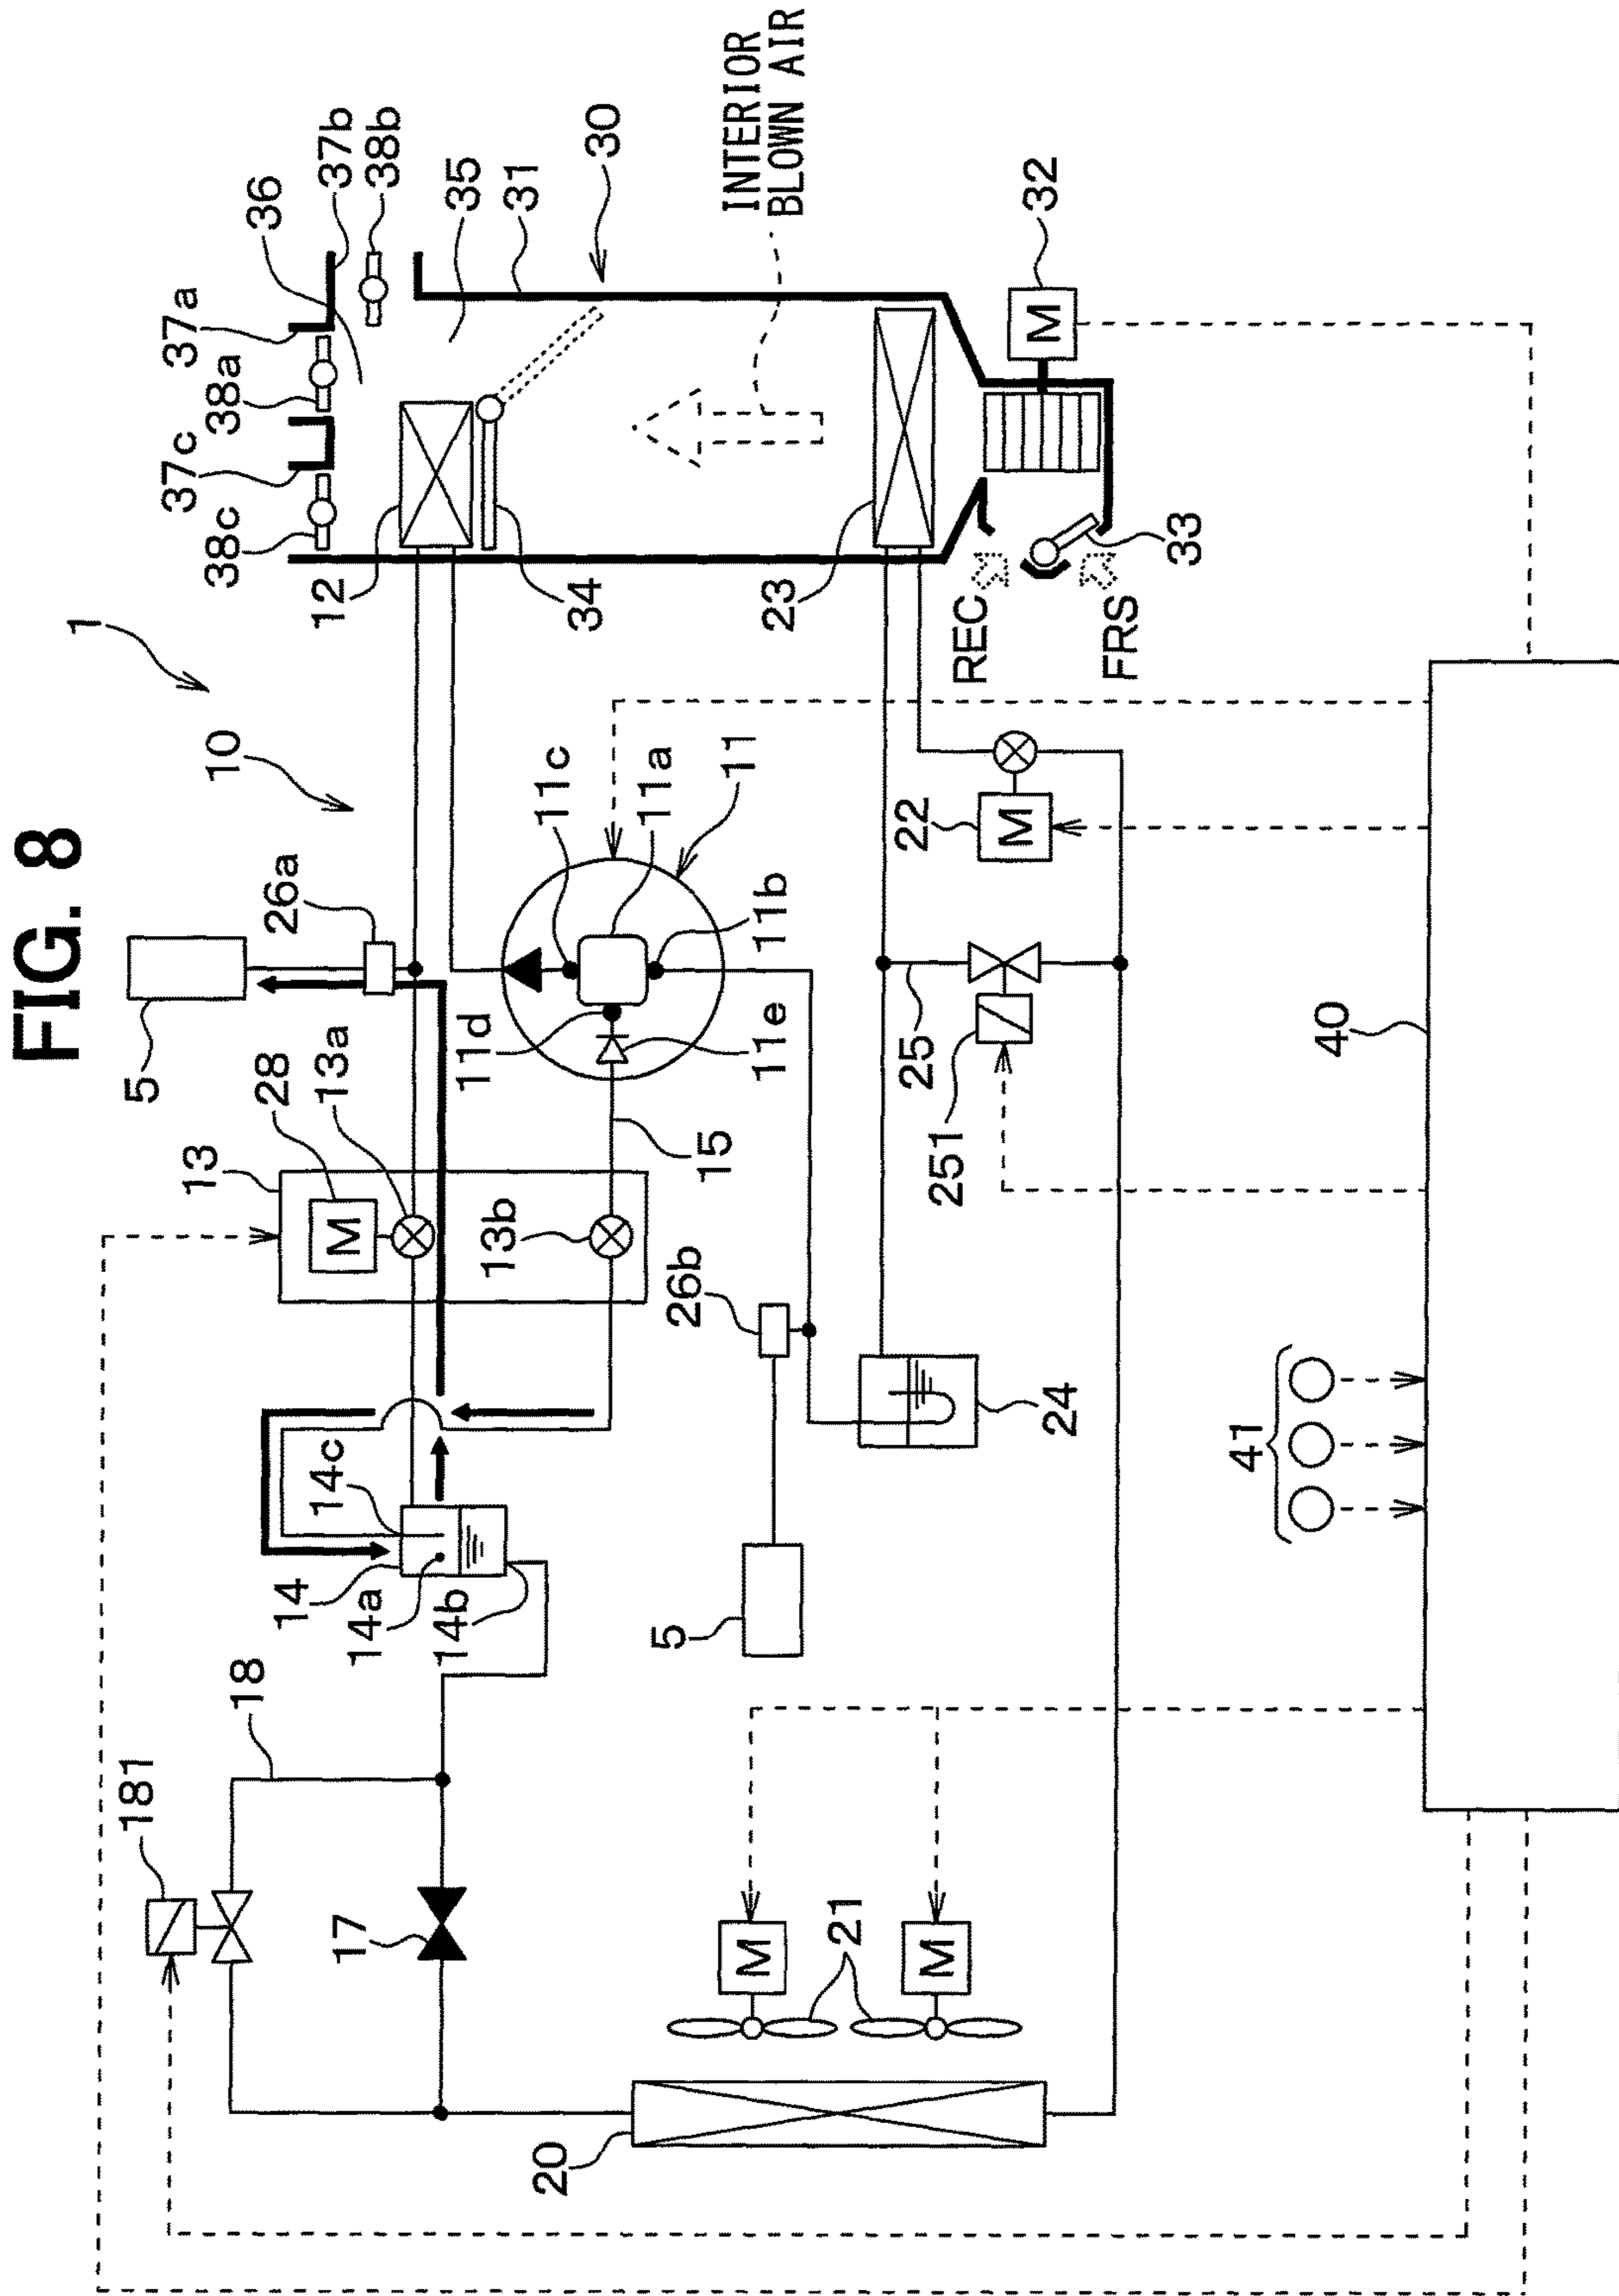 FIG. 8
1
181
5
37c
37a
13
10
38c
38a
18
36
28
26a
14
14c
13a
12
37b
17
14a
M
38b
14b
35
11d
13b
31
20
11c
34
30
5
26b
11a
15
11
INTERIOR
BLOWN AIR
M
11e
11b
23
21
25
22
M
251
REC
M
M
32
24
FRS
33
41
40